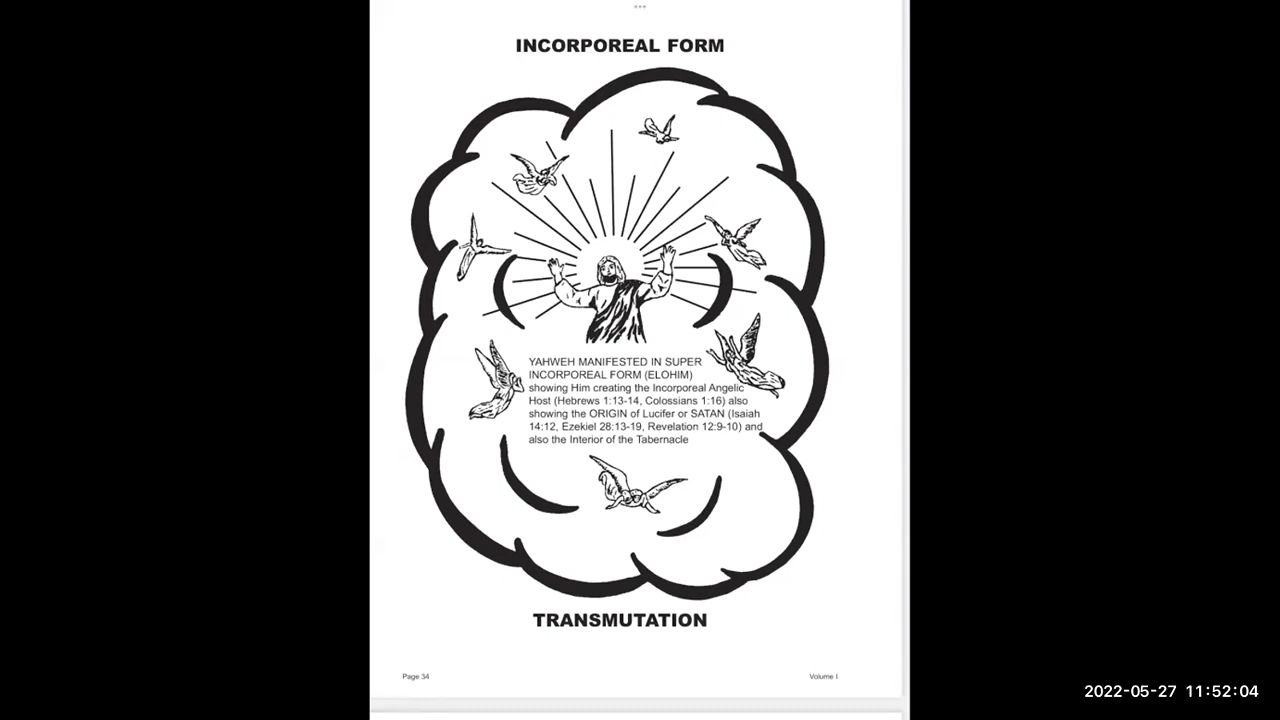 INCORPOREAL FORM
YAHWEH MANIFESTED IN SUPER
INCORPOREAL FORM (ELOHIM)
showing Him creating the Incorporeal Angelic
Host (Hebrews 1:13-14, Colossians 1:16) also
showing the ORIGIN of Lucifer or SATAN (Isaiah
14:12, Ezekiel 28:13-19, Revelation 12:9-10) and
also the Interior of the Tabernacle
TRANSMUTATION
Page 34 Volume I
2022-05-27 11:52:04